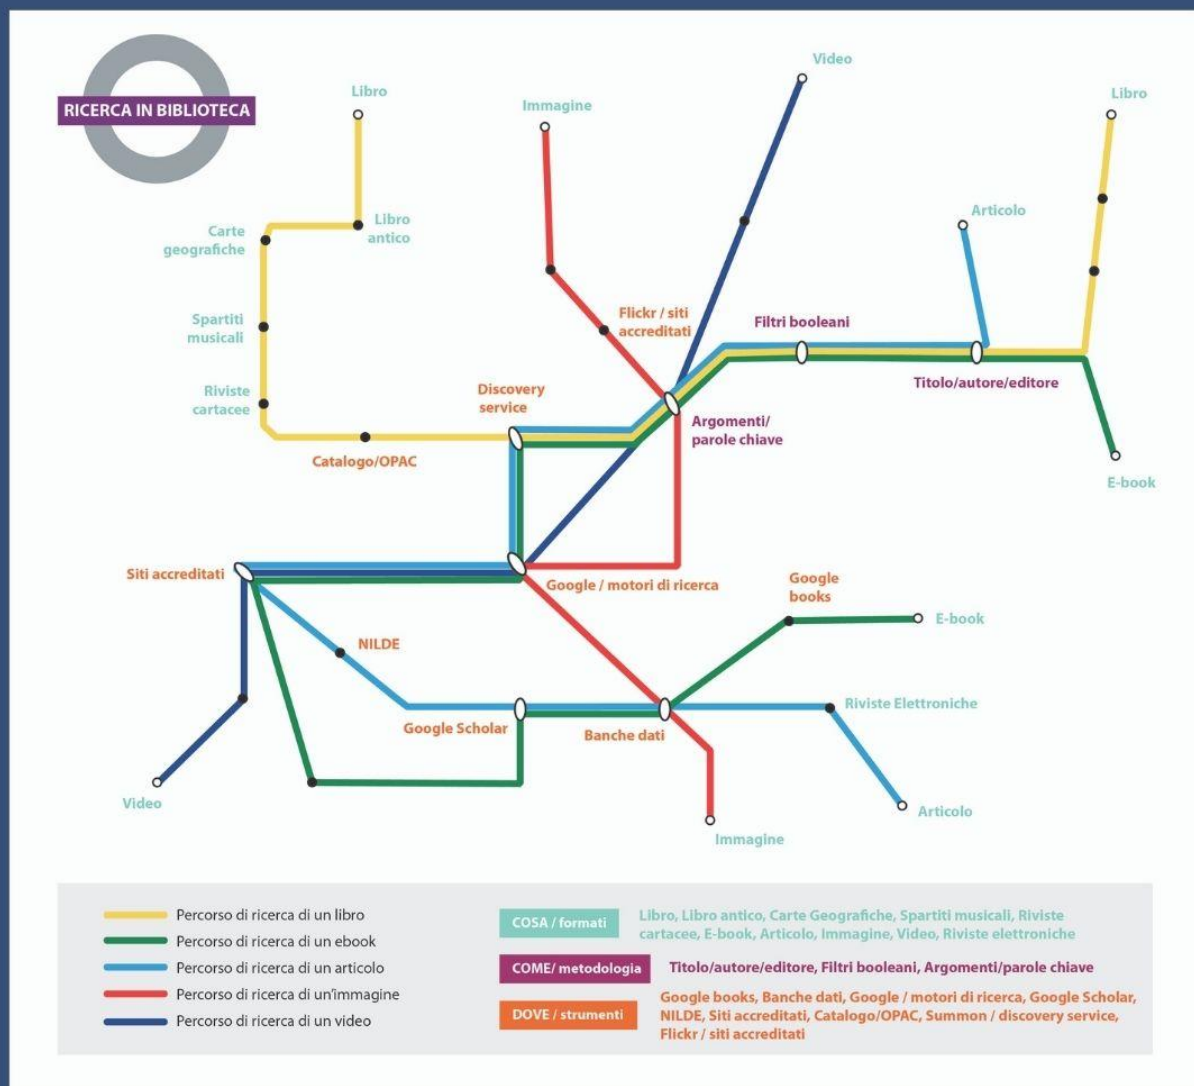 RICERCA IN BIBLIOTECA
Libro
Immagine
Video
Libro
Carte
geografiche
Libro
antico
Articolo
Spartiti
musicali
Flickr / siti
accreditati
Filtri booleani
Riviste
cartacee
Discovery
service
Titolo/autore/editore
Argomenti/
parole chiave
Catalogo/OPAC
E-book
Siti accreditati
Google / motori di ricerca
Google
books
E-book
NILDE
Riviste Elettroniche
Google Scholar
Banche dati
Video
Articolo
Immagine
Percorso di ricerca di un libro
Percorso di ricerca di un ebook
Percorso di ricerca di un articolo
Percorso di ricerca di un'immagine
Percorso di ricerca di un video
COSA / formati
Libro, Libro antico, Carte Geografiche, Spartiti musicali, Riviste
cartacee, E-book, Articolo, Immagine, Video, Riviste elettroniche
COME/ metodologia
Titolo/autore/editore, Filtri booleani, Argomenti/parole chiave
DOVE / strumenti
Google books, Banche dati, Google / motori di ricerca, Google Scholar,
NILDE, Siti accreditati, Catalogo/OPAC, Summon / discovery service,
Flickr / siti accreditati